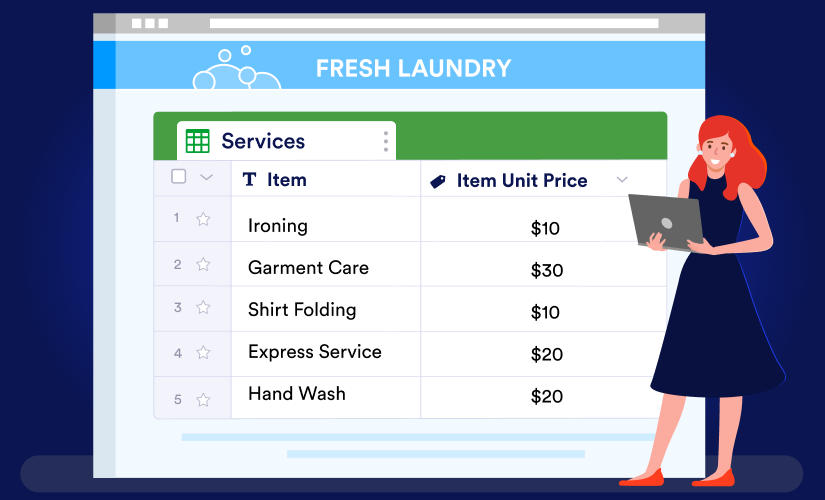 FRESH LAUNDRY
Services
T Item Item Unit Price
1 Ironing $10
2 Garment Care $30
3 Shirt Folding $10
4 Express Service $20
5 Hand Wash $20